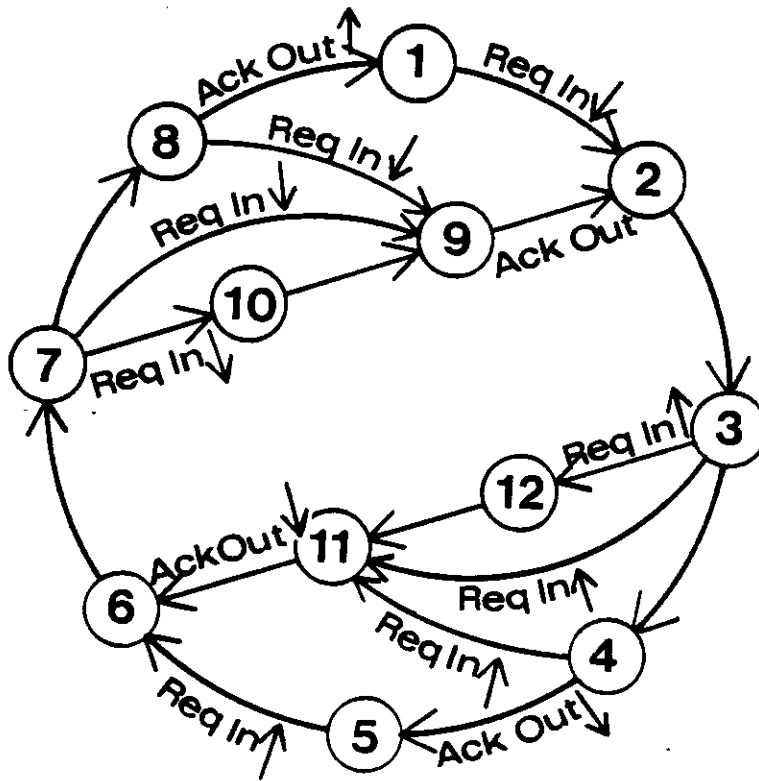 1
Ack Out ↑
Req In ↓
8
Req In ↓
2
Req In ↓
9
Ack Out
10
7
Req In ↓
Req In ↑
3
12
AckOut ↓
11
6
Req In ↑
Req In ↑
4
Req In ↑
5
Ack Out ↓